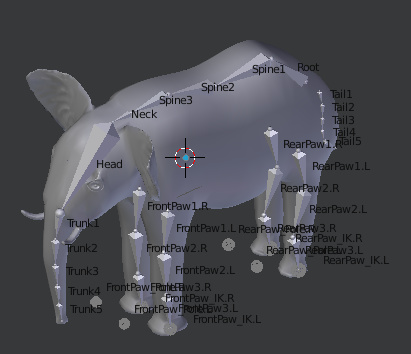 Spine1
Root
Spine2
Spine3
Neck
Tail1
Tail2
Tail3
Tail4
Tail5
RearPaw1.R
RearPaw1.L
Head
RearPaw2.R
RearPaw2.L
FrontPaw1.R
FrontPaw1.L
Trunk1
Trunk2
Trunk3
Trunk4
Trunk5
FrontPaw2.R
FrontPaw2.L
RearPaw_IK.R
RearPaw_IK.L
FrontPaw_IK.R
FrontPaw3.L
FrontPaw_IK.L